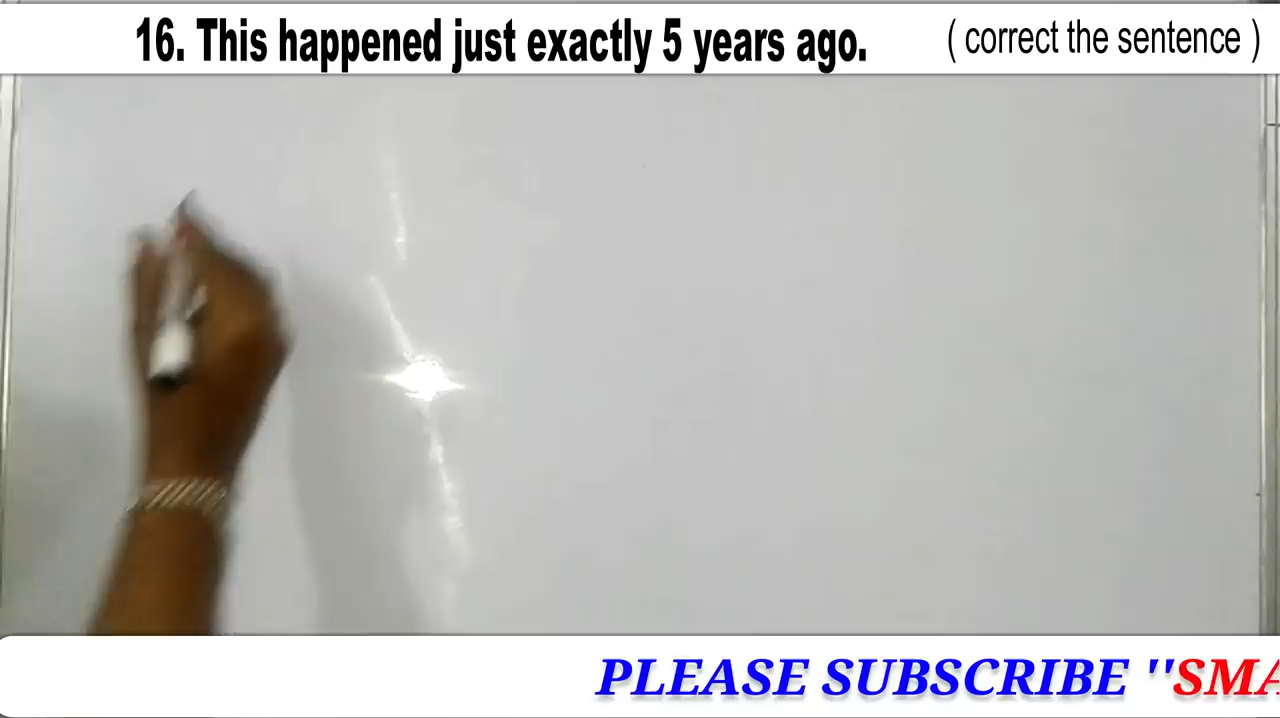 16. This happened just exactly 5 years ago. ( correct the sentence )
PLEASE SUBSCRIBE "SMA